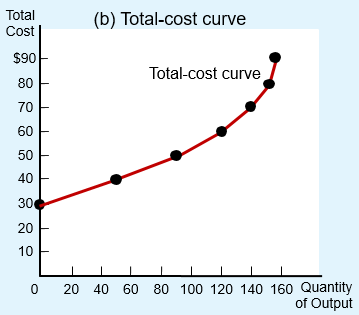 Total
Cost
(b) Total-cost curve
$90
Total-cost curve
80
70
60
50
40
30
20
10
0 20 40 60 80 100 120 140 160
Quantity
of Output